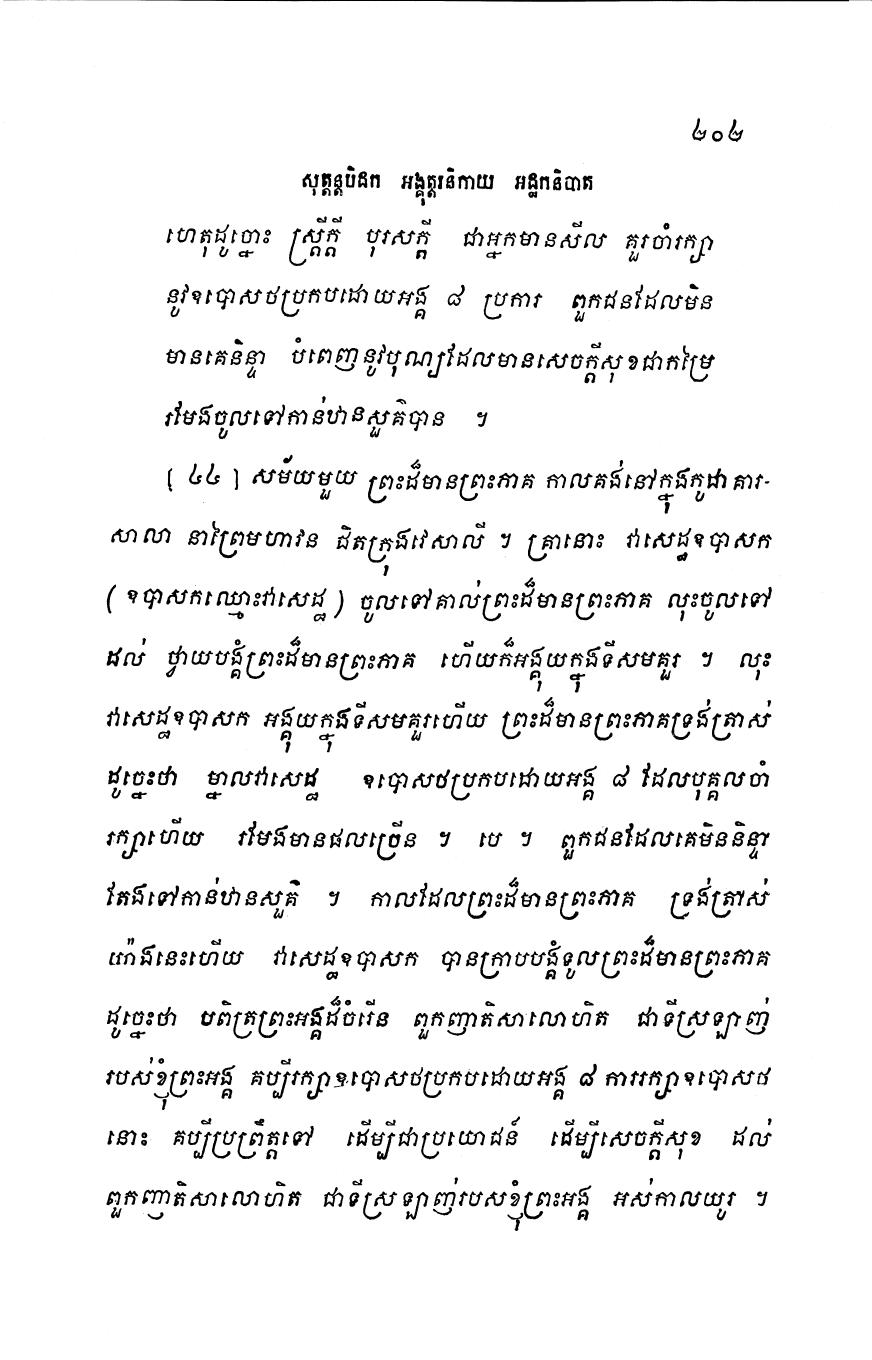 ២០២
សុត្តន្តបិដក អង្គុត្តរនិកាយ អដ្ឋកនិបាត
ហេតុដូច្នោះ ស្ត្រីក្តី បុរសក្តី ជាអ្នកមានសីល គួរចាំរក្សា
នូវឧបោសថប្រកបដោយអង្គ ៨ ប្រការ ពួកជនដែលមិន
មានគេនិន្ទា បំពេញនូវបុណ្យដែលមានសេចក្តីសុខជាកម្រៃ
រមែងចូលទៅកាន់ឋានសួគ៌បាន ។
[ ៤៤ ] សម័យមួយ ព្រះដ៏មានព្រះភាគ កាលគង់នៅក្នុងកូដាគារ-
សាលា នាព្រៃមហាវន ជិតក្រុងវេសាលី ។ គ្រានោះ វាសេដ្ឋឧបាសក
( ឧបាសកឈ្មោះវាសេដ្ឋ ) ចូលទៅគាល់ព្រះដ៏មានព្រះភាគ លុះចូលទៅ
ដល់ ថ្វាយបង្គំព្រះដ៏មានព្រះភាគ ហើយក៏អង្គុយក្នុងទីសមគួរ ។ លុះ
វាសេដ្ឋឧបាសក អង្គុយក្នុងទីសមគួរហើយ ព្រះដ៏មានព្រះភាគទ្រង់ត្រាស់
ដូច្នេះថា ម្នាលវាសេដ្ឋ ឧបោសថប្រកបដោយអង្គ ៨ ដែលបុគ្គលចាំ
រក្សាហើយ រមែងមានផលច្រើន ។ បេ ។ ពួកជនដែលគេមិននិន្ទា
តែងទៅកាន់ឋានសួគ៌ ។ កាលដែលព្រះដ៏មានព្រះភាគ ទ្រង់ត្រាស់
យ៉ាងនេះហើយ វាសេដ្ឋឧបាសក បានក្រាបបង្គំទូលព្រះដ៏មានព្រះភាគ
ដូច្នេះថា បពិត្រព្រះអង្គដ៏ចំរើន ពួកញាតិសាលោហិត ជាទីស្រឡាញ់
របស់ខ្ញុំព្រះអង្គ គប្បីរក្សាឧបោសថប្រកបដោយអង្គ ៨ ការរក្សាឧបោសថ
នោះ គប្បីប្រព្រឹត្តទៅ ដើម្បីជាប្រយោជន៍ ដើម្បីសេចក្តីសុខ ដល់
ពួកញាតិសាលោហិត ជាទីស្រឡាញ់របស់ខ្ញុំព្រះអង្គ អស់កាលយូរ ។